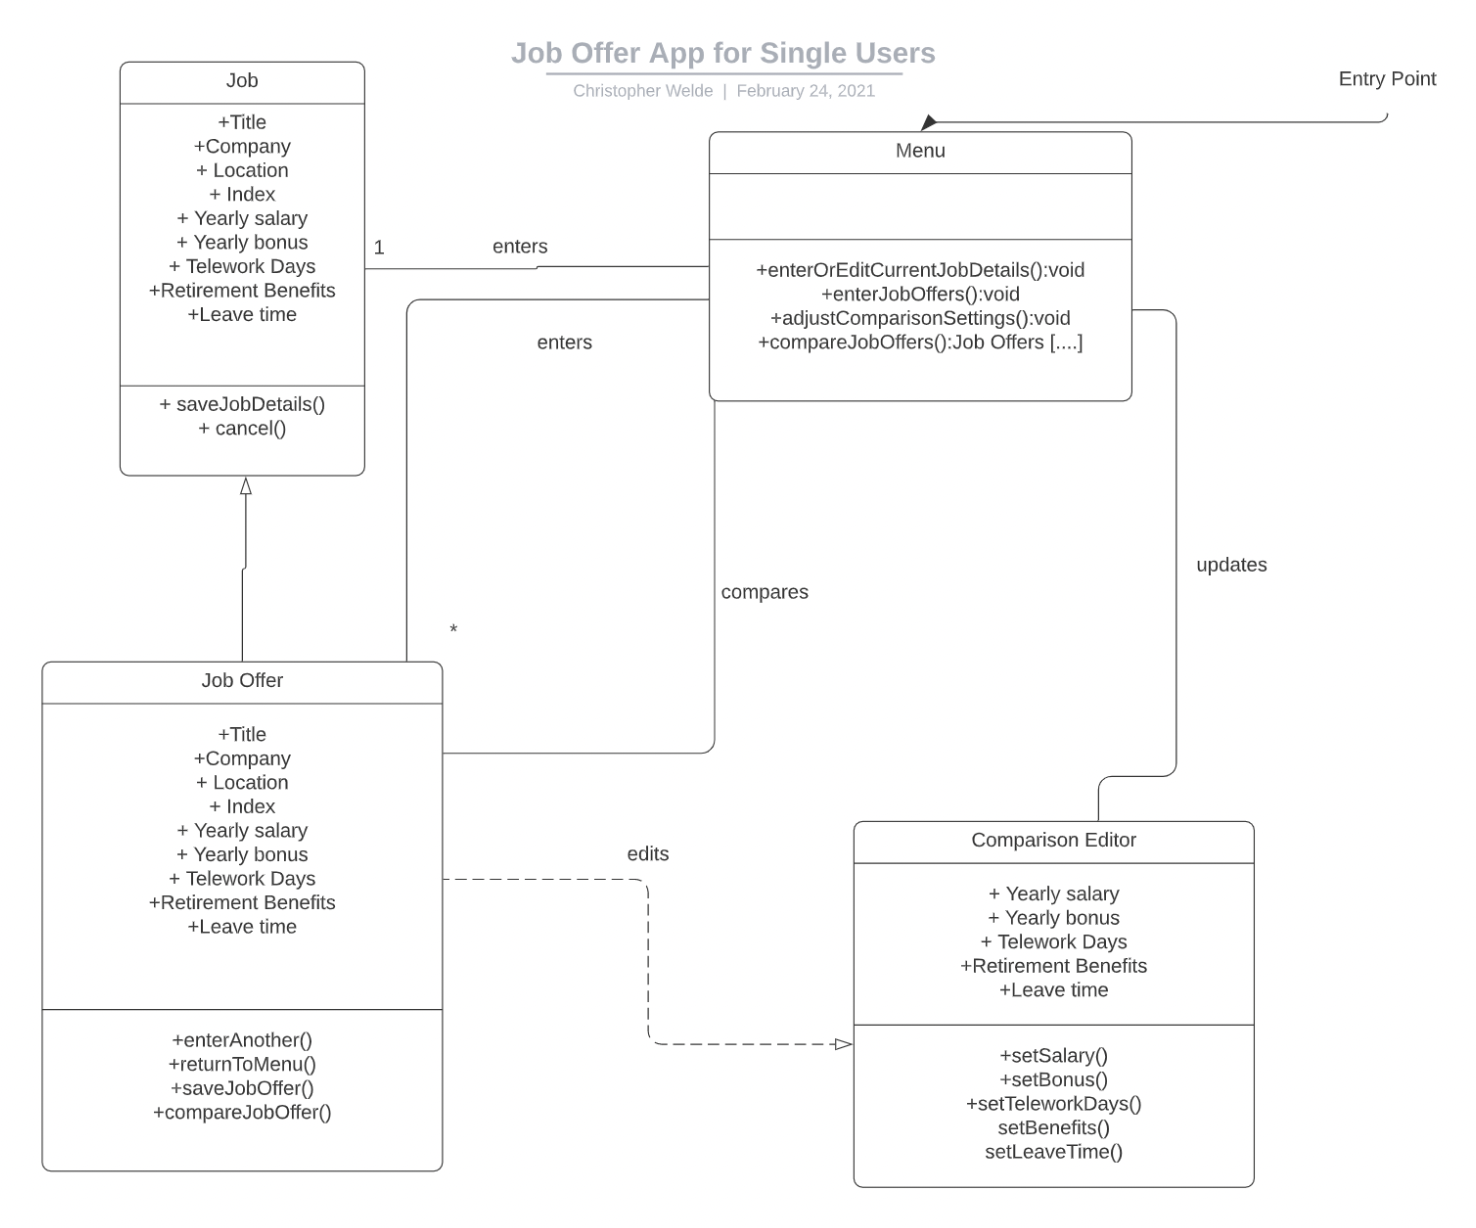 Job Offer App for Single Users
Christopher Welde | February 24, 2021
Entry Point
Job
+Title
+Company
+ Location
+ Index
+ Yearly salary
+ Yearly bonus
+ Telework Days
+Retirement Benefits
+Leave time
+ saveJobDetails()
+ cancel()
1
enters
enters
Menu
+enterOrEditCurrentJobDetails():void
+enterJobOffers():void
+adjustComparisonSettings():void
+compareJobOffers():Job Offers [....]
updates
compares
*
Job Offer
+Title
+Company
+ Location
+ Index
+ Yearly salary
+ Yearly bonus
+ Telework Days
+Retirement Benefits
+Leave time
+enterAnother()
+returnToMenu()
+saveJobOffer()
+compareJobOffer()
edits
Comparison Editor
+ Yearly salary
+ Yearly bonus
+ Telework Days
+Retirement Benefits
+Leave time
+setSalary()
+setBonus()
+setTeleworkDays()
setBenefits()
setLeaveTime()